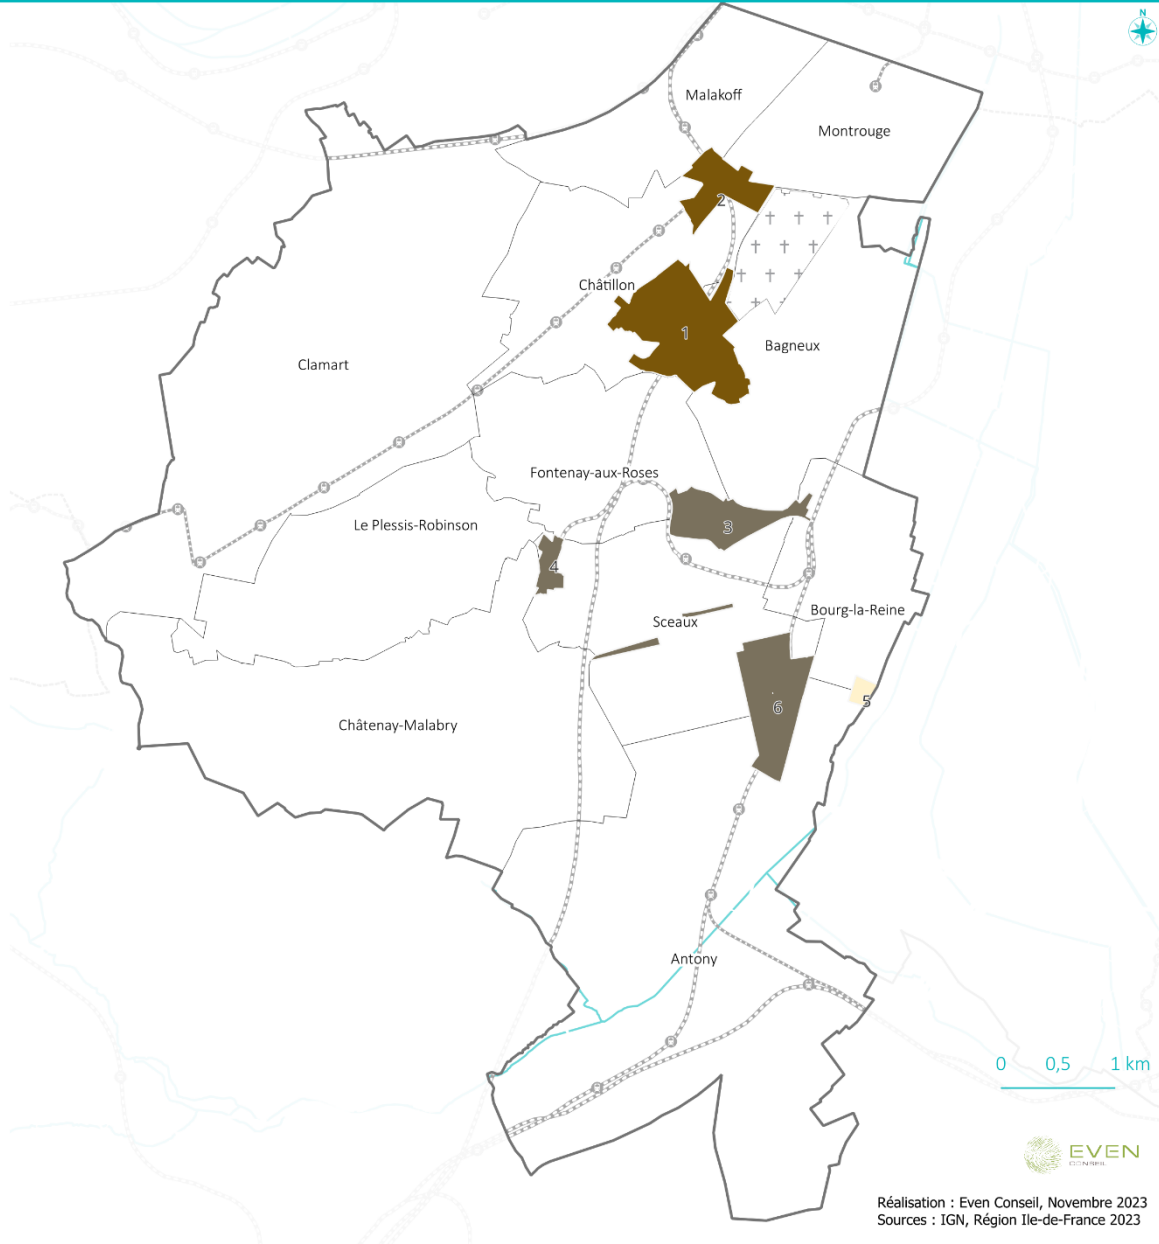 N
Malakoff
Montrouge
2
Châtillon
1
Bagneux
Clamart
Fontenay-aux-Roses
Le Plessis-Robinson
3
4
Bourg-la-Reine
Sceaux
5
6
Châtenay-Malabry
Antony
0 0,5 1 km
EVEN
CONSEIL
Réalisation : Even Conseil, Novembre 2023
Sources : IGN, Région Ile-de-France 2023